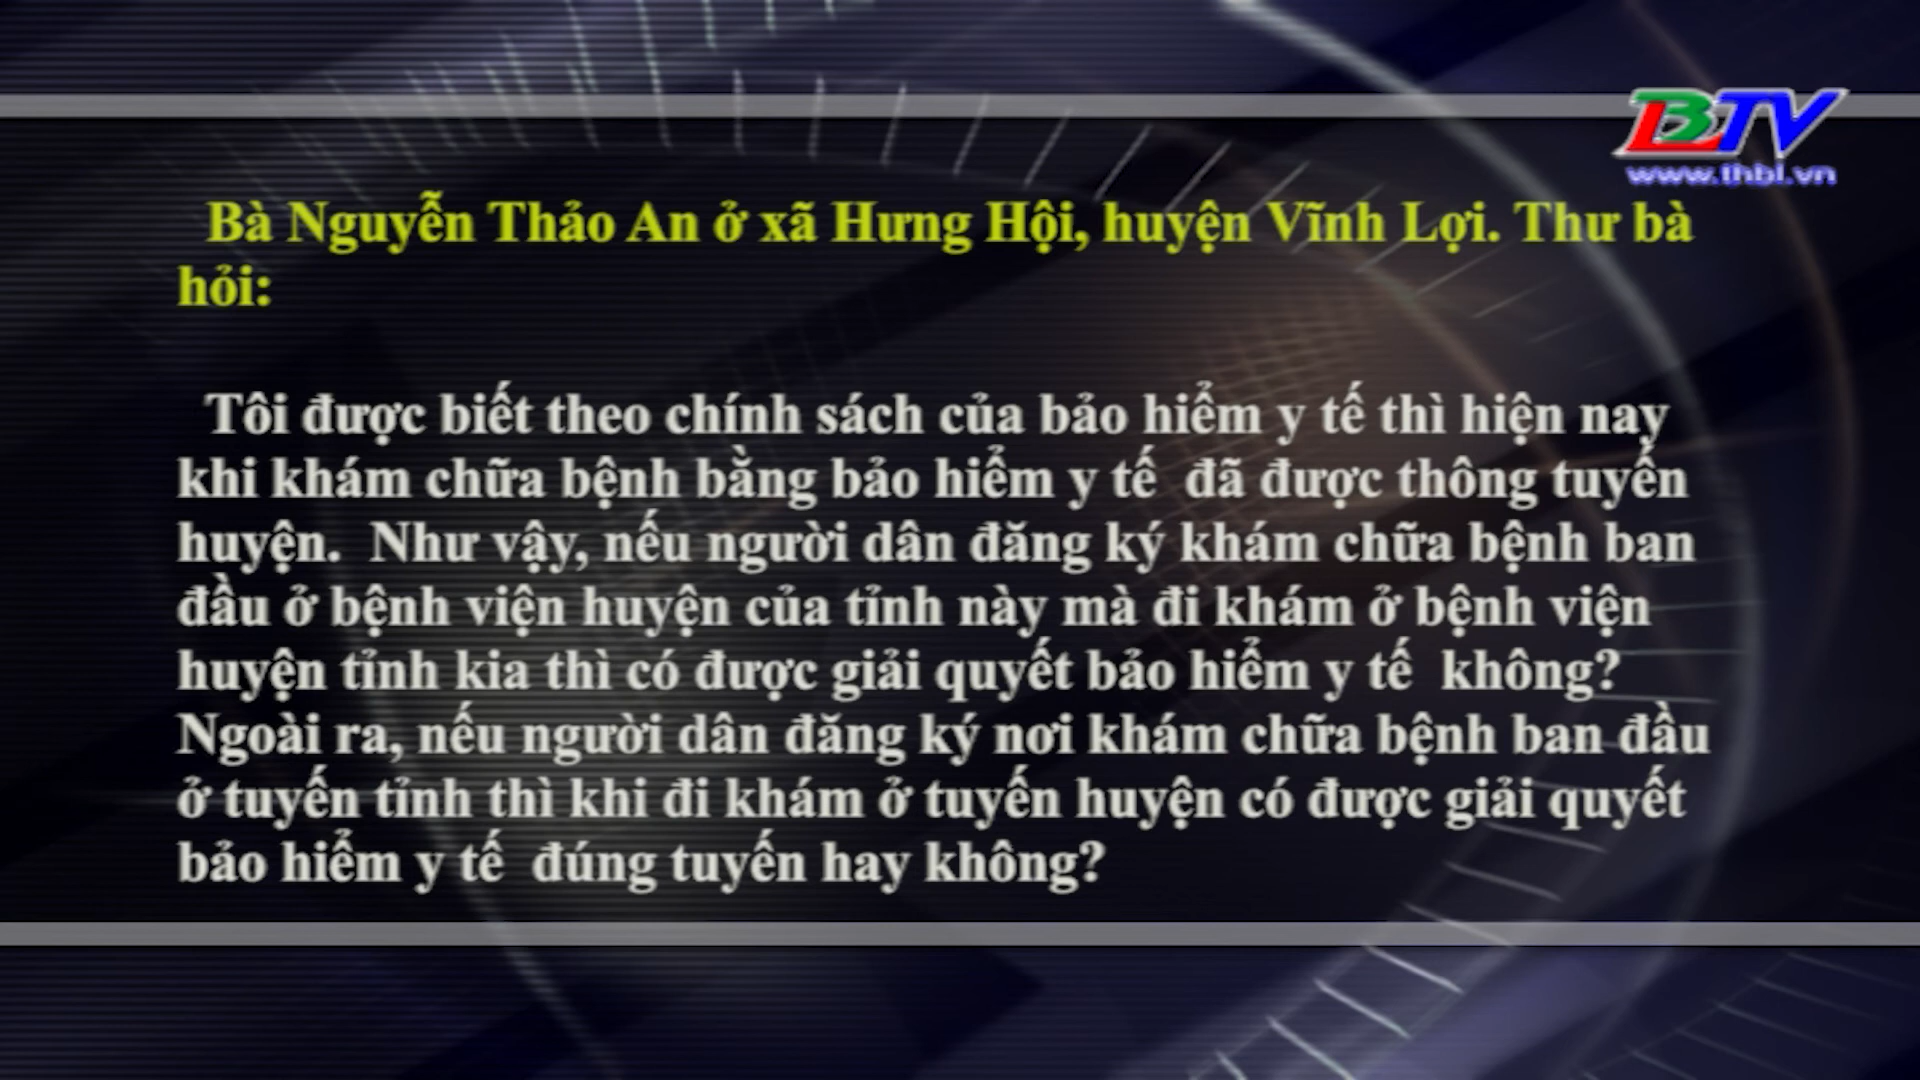 BTV
www.thbl.vn
Bà Nguyễn Thảo An ở xã Hưng Hội, huyện Vĩnh Lợi. Thư bà
hỏi:
Tôi được biết theo chính sách của bảo hiểm y tế thì hiện nay
khi khám chữa bệnh bằng bảo hiểm y tế đã được thông tuyến
huyện. Như vậy, nếu người dân đăng ký khám chữa bệnh ban
đầu ở bệnh viện huyện của tỉnh này mà đi khám ở bệnh viện
huyện tỉnh kia thì có được giải quyết bảo hiểm y tế không?
Ngoài ra, nếu người dân đăng ký nơi khám chữa bệnh ban đầu
ở tuyến tỉnh thì khi đi khám ở tuyến huyện có được giải quyết
bảo hiểm y tế đúng tuyến hay không?